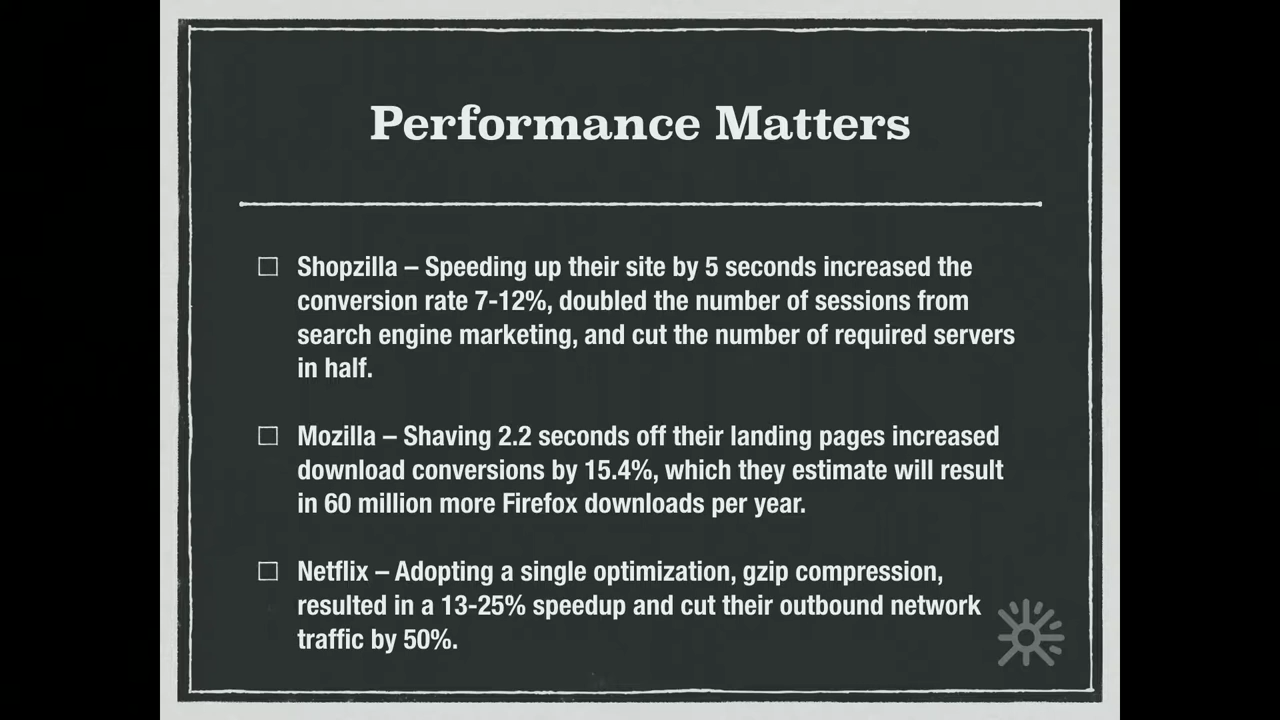 Performance Matters
Shopzilla – Speeding up their site by 5 seconds increased the
conversion rate 7-12%, doubled the number of sessions from
search engine marketing, and cut the number of required servers
in half.
Mozilla – Shaving 2.2 seconds off their landing pages increased
download conversions by 15.4%, which they estimate will result
in 60 million more Firefox downloads per year.
Netflix – Adopting a single optimization, gzip compression,
resulted in a 13-25% speedup and cut their outbound network
traffic by 50%.